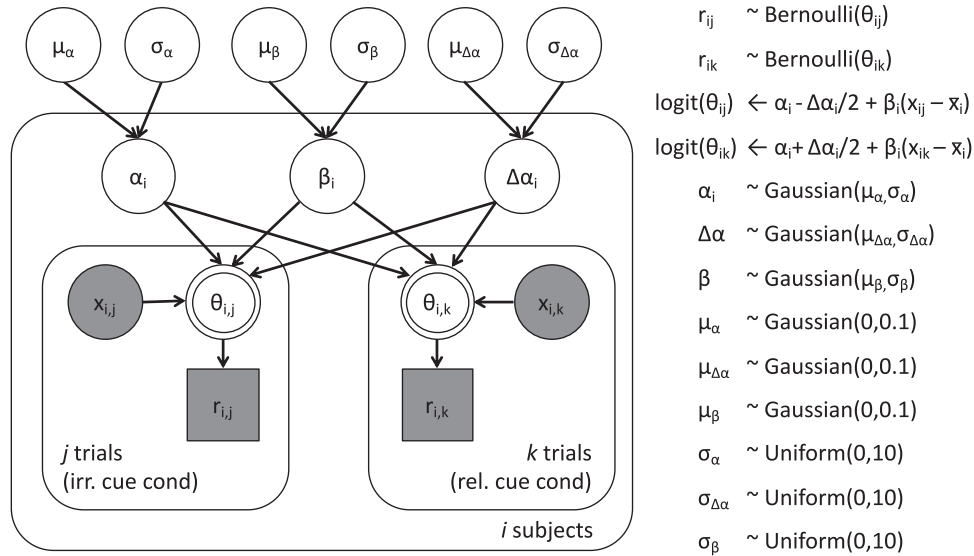 μα σα μβ σβ μΔα σΔα
αi βi Δαi
xi,j θi,j θi,k xi,k
ri,j ri,k
j trials
(irr. cue cond)
k trials
(rel. cue cond)
i subjects
rij ~ Bernoulli(θij)
rik ~ Bernoulli(θik)
logit(θij) ← αi - Δαi/2 + βi(xij – x̅i)
logit(θik) ← αi+ Δαi/2 + βi(xik – x̅i)
αi ~ Gaussian(μα,σα)
Δα ~ Gaussian(μΔα,σΔα)
β ~ Gaussian(μβ,σβ)
μα ~ Gaussian(0,0.1)
μΔα ~ Gaussian(0,0.1)
μβ ~ Gaussian(0,0.1)
σα ~ Uniform(0,10)
σΔα ~ Uniform(0,10)
σβ ~ Uniform(0,10)